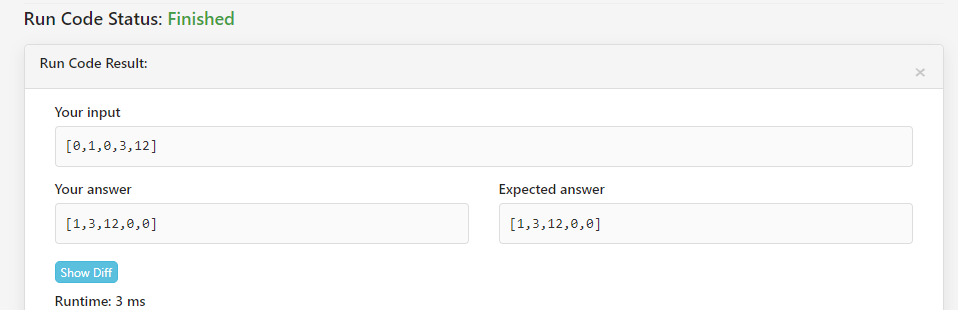 Run Code Status: Finished
Run Code Result:
×
Your input
[0,1,0,3,12]
Your answer
Expected answer
[1,3,12,0,0]
[1,3,12,0,0]
Show Diff
Runtime: 3 ms